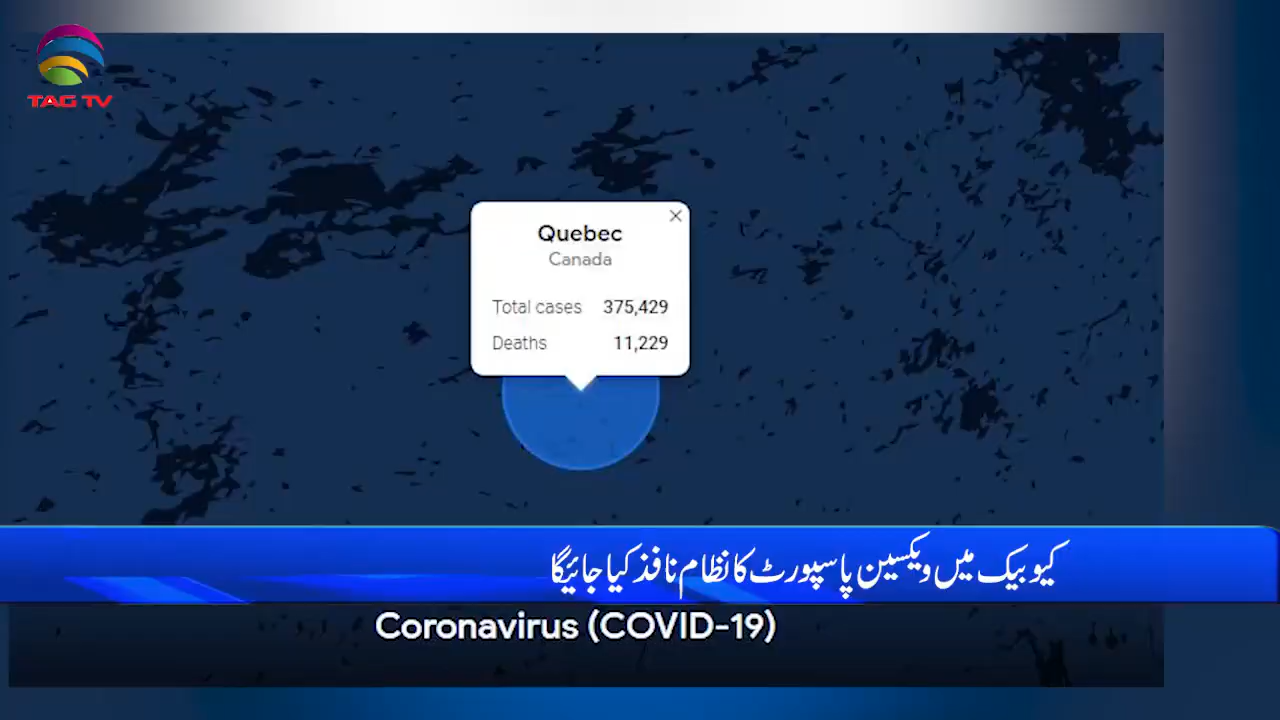 TAG TV
Quebec
Canada
Total cases 375,429
Deaths 11,229
کیوبیک میں ویکسین پاسپورٹ کا نظام نافذ کیا جائیگا
Coronavirus (COVID-19)